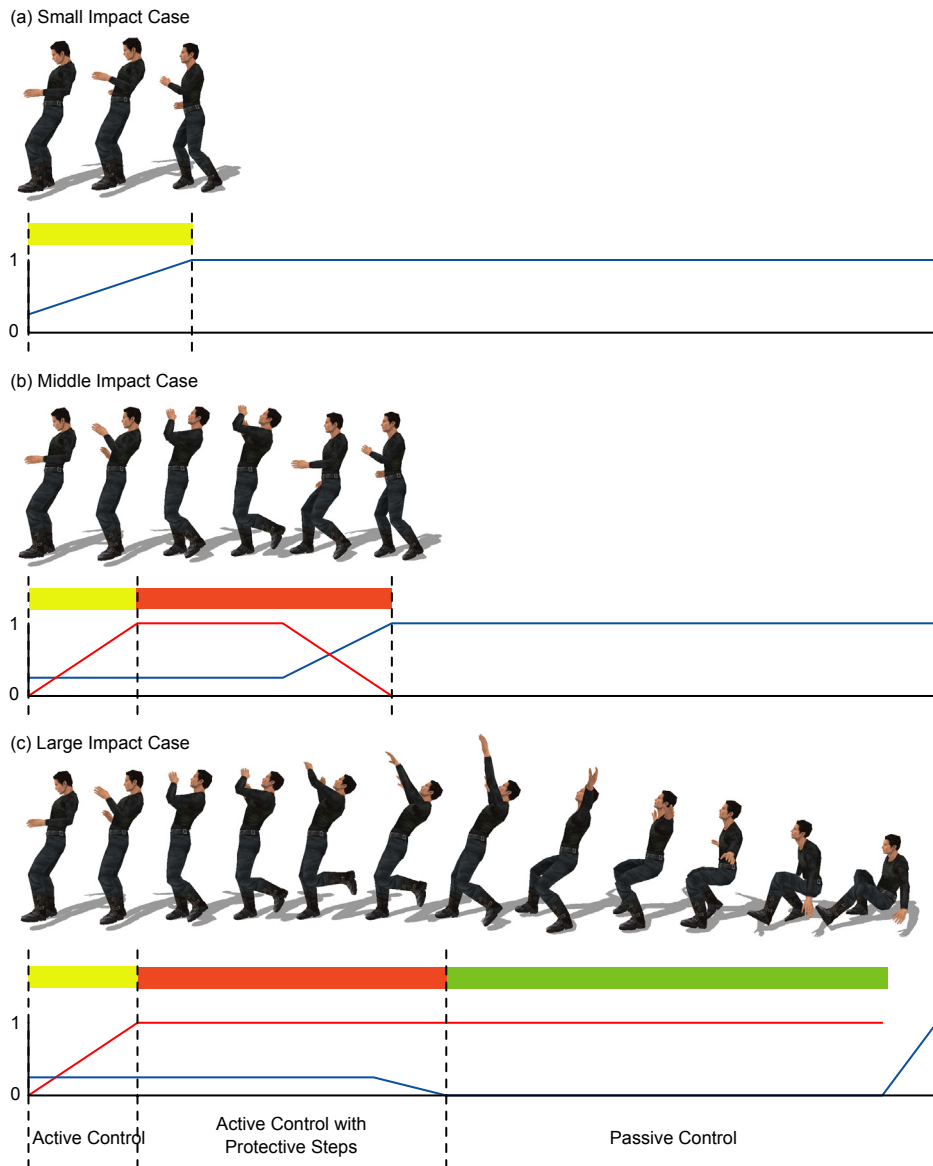 (a) Small Impact Case
1
0
(b) Middle Impact Case
1
0
(c) Large Impact Case
1
0
Active Control
Active Control with
Protective Steps
Passive Control